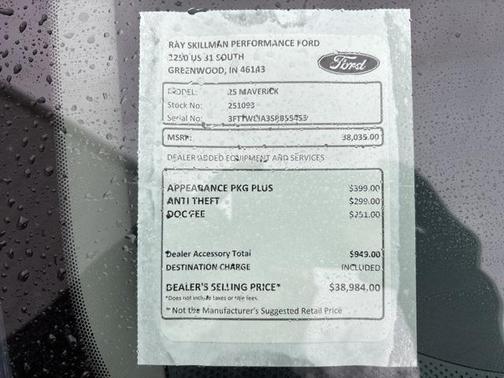 RAY SKILLMAN PERFORMANCE FORD
1250 US 31 SOUTH
GREENWOOD, IN 46143
Ford
MODEL: 25 MAVERICK
Stock No: 251093
Serial No:
MSRP: 38,035.00
DEALER ADDED EQUIPMENT AND SERVICES
APPEARANCE PKG PLUS $399.00
ANTI THEFT $299.00
DOC FEE $251.00
Dealer Accessory Total $949.00
DESTINATION CHARGE INCLUDED
DEALER'S SELLING PRICE* $38,984.00
*Does not include taxes or title fees.
* Not the Manufacturer's Suggested Retail Price